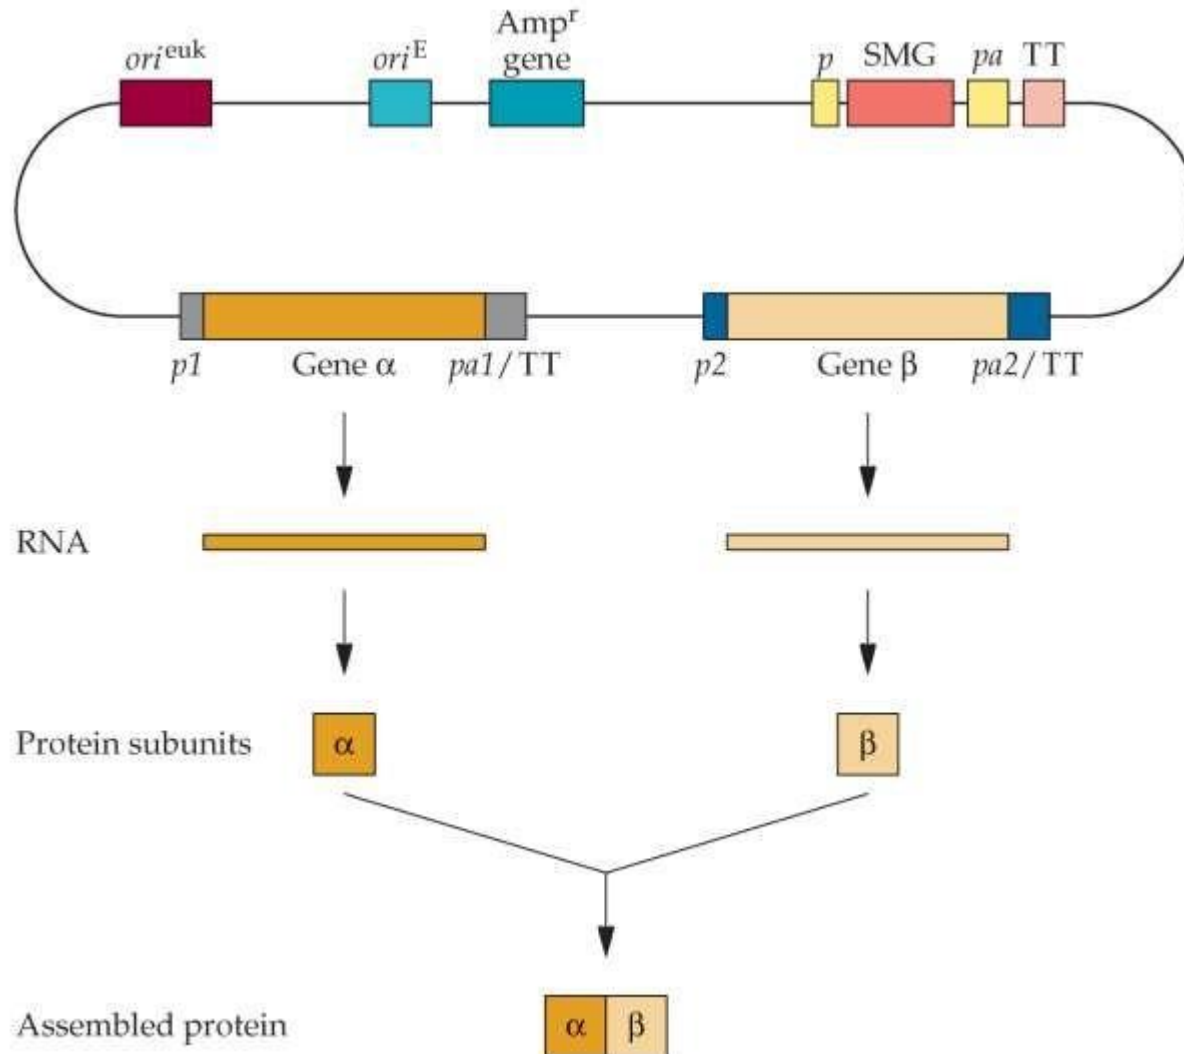 ori^euk ori^E Amp^r gene p SMG pa TT
p1 Gene α pa1/TT p2 Gene β pa2/TT
RNA
Protein subunits α β
Assembled protein α β